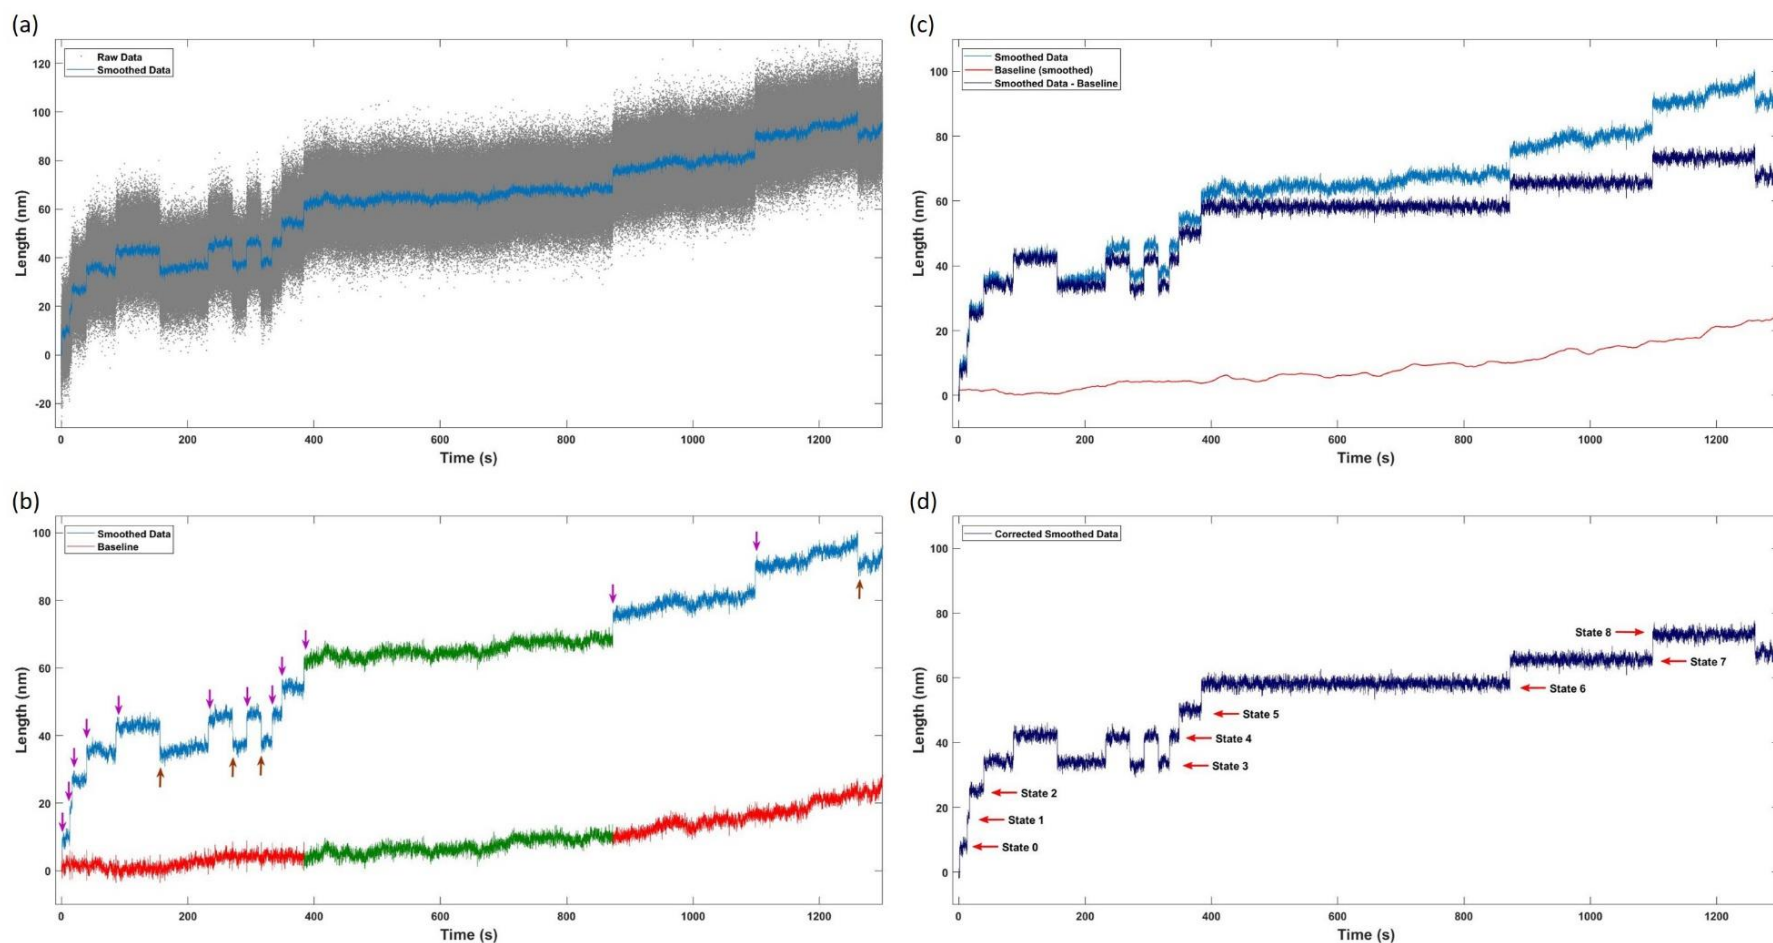 (a)
Raw Data
Smoothed Data
Length (nm)
120
100
80
60
40
20
0
-20
0 200 400 600 800 1000 1200
Time (s)
(c)
Smoothed Data
Baseline (smoothed)
Smoothed Data - Baseline
Length (nm)
100
80
60
40
20
0
0 200 400 600 800 1000 1200
Time (s)
(b)
Smoothed Data
Baseline
Length (nm)
100
80
60
40
20
0
0 200 400 600 800 1000 1200
Time (s)
(d)
Corrected Smoothed Data
Length (nm)
100
80
60
40
20
0
State 8
State 7
State 6
State 5
State 4
State 3
State 2
State 1
State 0
0 200 400 600 800 1000 1200
Time (s)